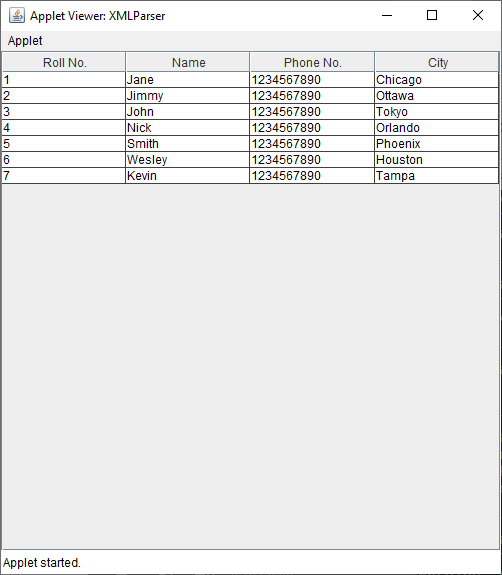 Applet Viewer: XMLParser
Applet
Roll No. Name Phone No. City
1 Jane 1234567890 Chicago
2 Jimmy 1234567890 Ottawa
3 John 1234567890 Tokyo
4 Nick 1234567890 Orlando
5 Smith 1234567890 Phoenix
6 Wesley 1234567890 Houston
7 Kevin 1234567890 Tampa
Applet started.